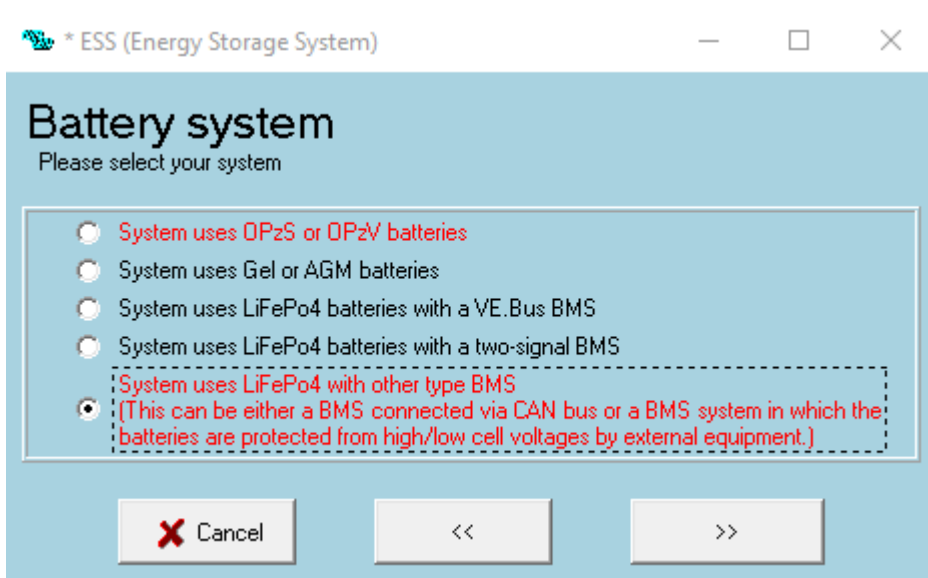 * ESS (Energy Storage System)
Battery system
Please select your system
System uses OPzS or OPzV batteries
System uses Gel or AGM batteries
System uses LiFePo4 batteries with a VE.Bus BMS
System uses LiFePo4 batteries with a two-signal BMS
System uses LiFePo4 with other type BMS
(This can be either a BMS connected via CAN bus or a BMS system in which the
batteries are protected from high/low cell voltages by external equipment.)
Cancel
<<
>>